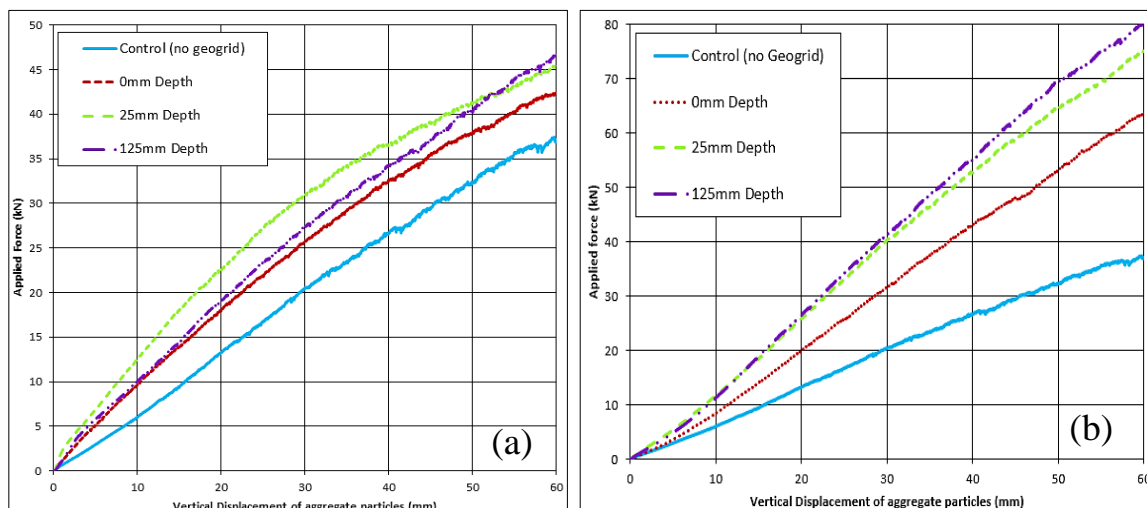 50
45
40
35
30
25
20
15
10
5
0
Applied Force (kN)
Control (no geogrid)
0mm Depth
25mm Depth
125mm Depth
(a)
0 10 20 30 40 50 60
Vertical Displacement of aggregate particles (mm)
80
70
60
50
40
30
20
10
0
Applied force (kN)
Control (no Geogrid)
0mm Depth
25mm Depth
125mm Depth
(b)
0 10 20 30 40 50 60
Vertical Displacement of aggregate particles (mm)